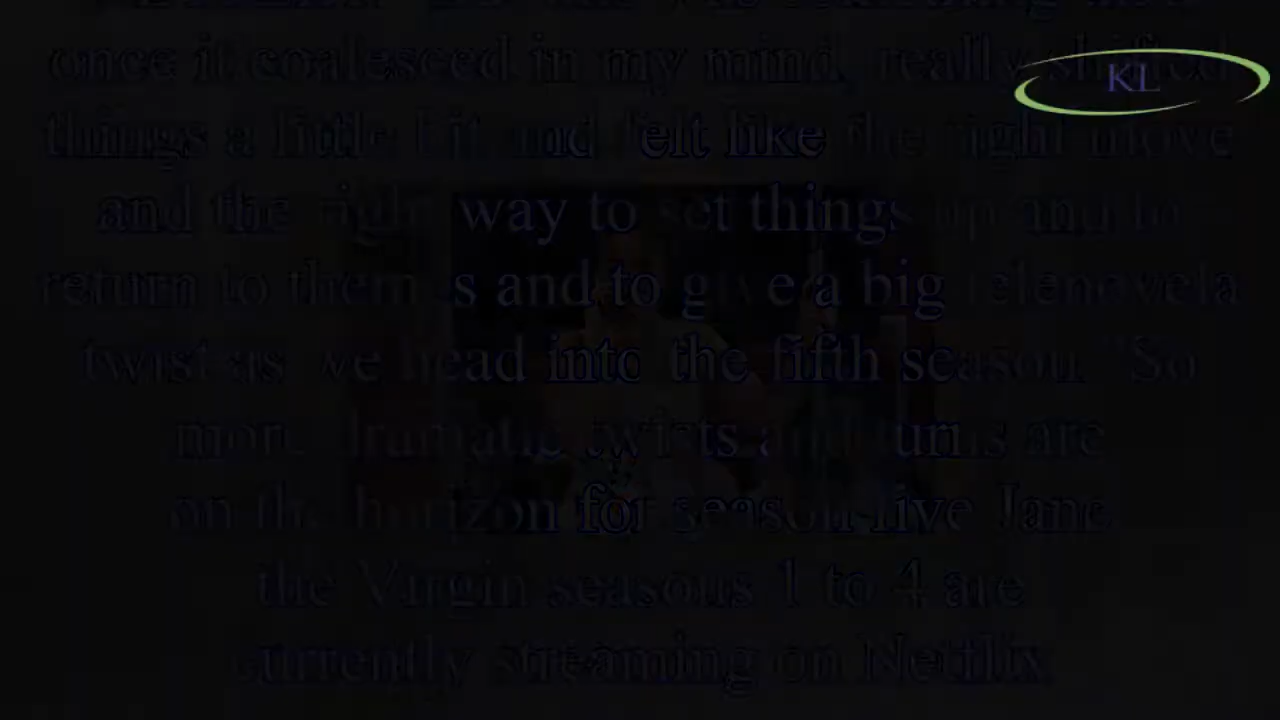 once it coalesced in my mind, really shifted
KL
things a little bit and felt like the right move
and the right way to set things up and to
return to themes and to give a big telenovela
twist as we head into the fifth season."So
more dramatic twists and turns are
on the horizon for season five Jane
the Virgin seasons 1 to 4 are
currently streaming on Netflix